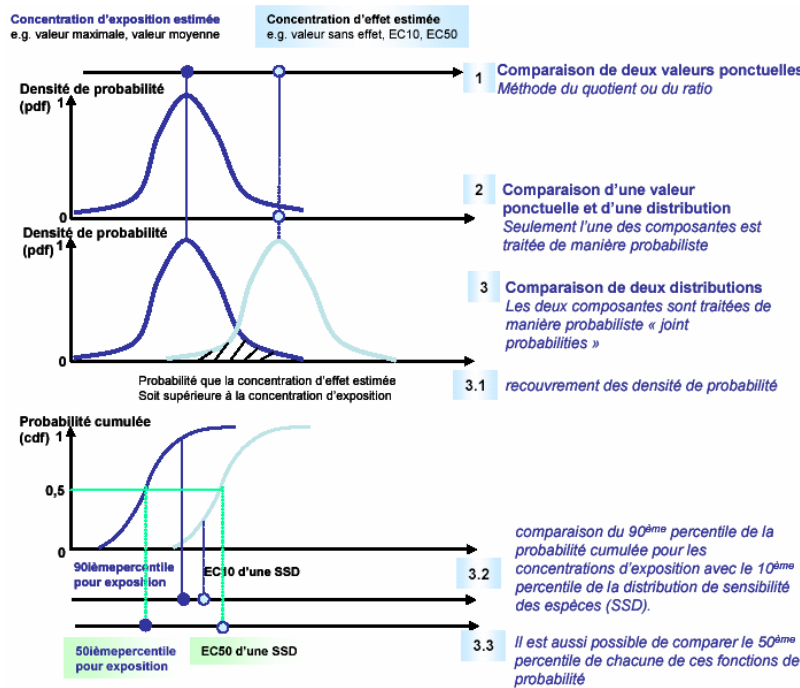 Concentration d'exposition estimée
e.g. valeur maximale, valeur moyenne
Concentration d'effet estimée
e.g. valeur sans effet, EC10, EC50
1
Comparaison de deux valeurs ponctuelles
Méthode du quotient ou du ratio
Densité de probabilité
(pdf)
1
0
2
Comparaison d'une valeur
ponctuelle et d'une distribution
Seulement l'une des composantes est
traitée de manière probabiliste
Densité de probabilité
(pdf)
1
0
3
Comparaison de deux distributions
Les deux composantes sont traitées de
manière probabiliste « joint
probabilities »
Probabilité que la concentration d'effet estimée
Soit supérieure à la concentration d'exposition
3.1
recouvrement des densité de probabilité
Probabilité cumulée
(cdf)
1
0,5
0
90ièmepercentile
pour exposition
EC10 d'une SSD
3.2
comparaison du 90ème percentile de la
probabilité cumulée pour les
concentrations d'exposition avec le 10ème
percentile de la distribution de sensibilité
des espèces (SSD).
50ièmepercentile
pour exposition
EC50 d'une SSD
3.3
Il est aussi possible de comparer le 50ème
percentile de chacune de ces fonctions de
probabilité